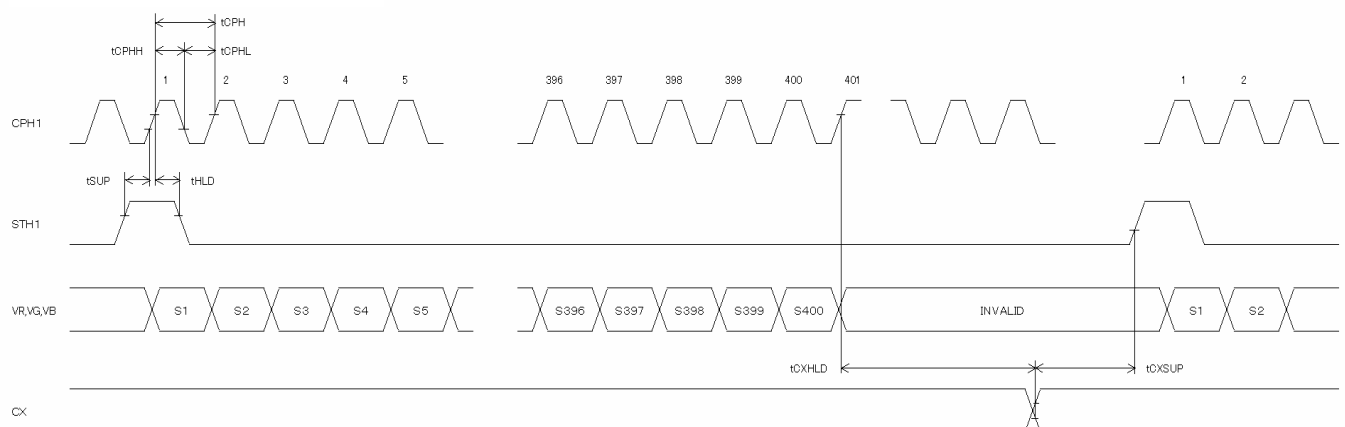 tCPH
tCPHH
tCPHL
1 2 3 4 5 396 397 398 399 400 401 1 2
CPH1
tSUP
tHLD
STH1
VR,VG,VB S1 S2 S3 S4 S5 S396 S397 S398 S399 S400 INVALID S1 S2
tCXHLD
tCXSUP
CX